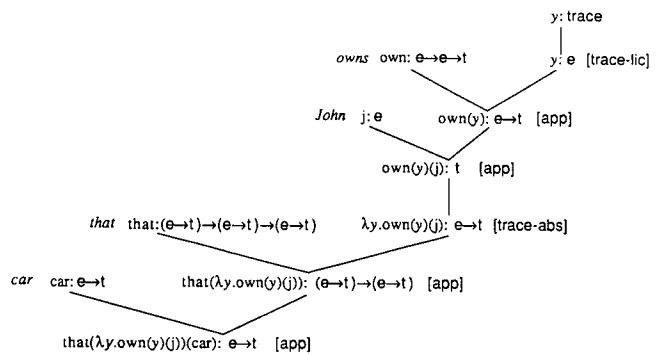 y: trace
owns own: e→e→t y: e [trace-lic]
John j: e own(y): e→t [app]
own(y)(j): t [app]
that that:(e→t)→(e→t)→(e→t) λy.own(y)(j): e→t [trace-abs]
car car: e→t that(λy.own(y)(j)): (e→t)→(e→t) [app]
that(λy.own(y)(j))(car): e→t [app]